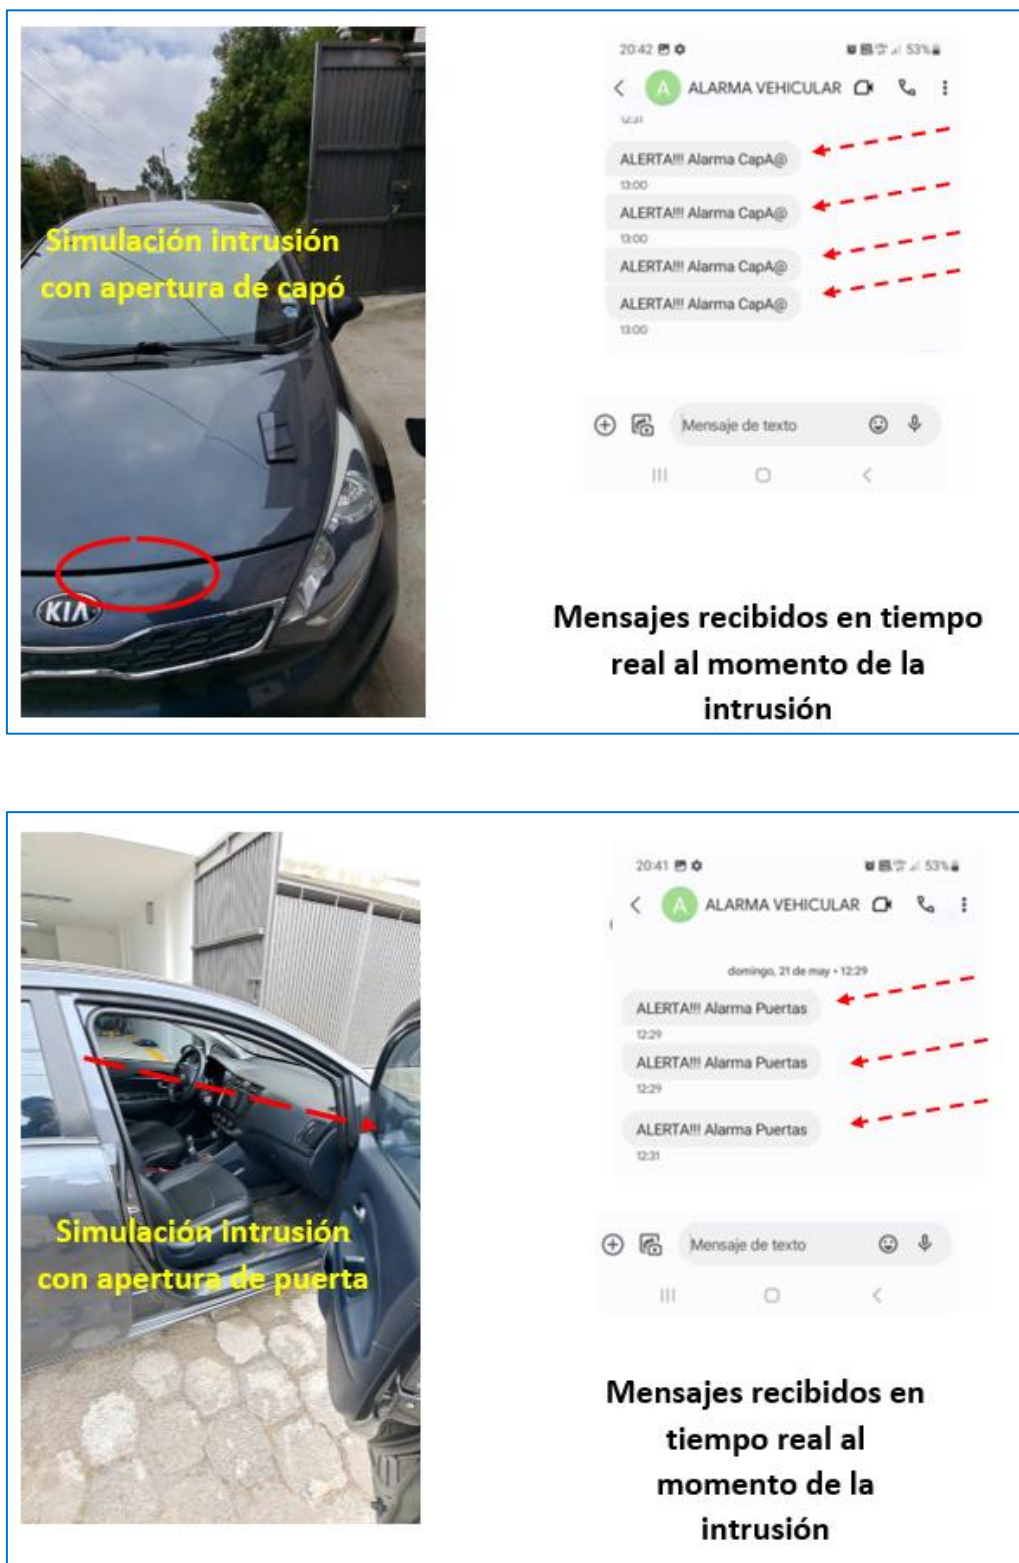 Simulación intrusión
con apertura de capó
KIA
20:42
53%
A ALARMA VEHICULAR
12:31
ALERTA!!! Alarma CapA@
13:00
ALERTA!!! Alarma CapA@
13:00
ALERTA!!! Alarma CapA@
ALERTA!!! Alarma CapA@
13:00
Mensaje de texto
Mensajes recibidos en tiempo
real al momento de la
intrusión
Simulación intrusión
con apertura de puerta
20:41
53%
A ALARMA VEHICULAR
domingo, 21 de may • 12:29
ALERTA!!! Alarma Puertas
12:29
ALERTA!!! Alarma Puertas
12:29
ALERTA!!! Alarma Puertas
12:31
Mensaje de texto
Mensajes recibidos en
tiempo real al
momento de la
intrusión